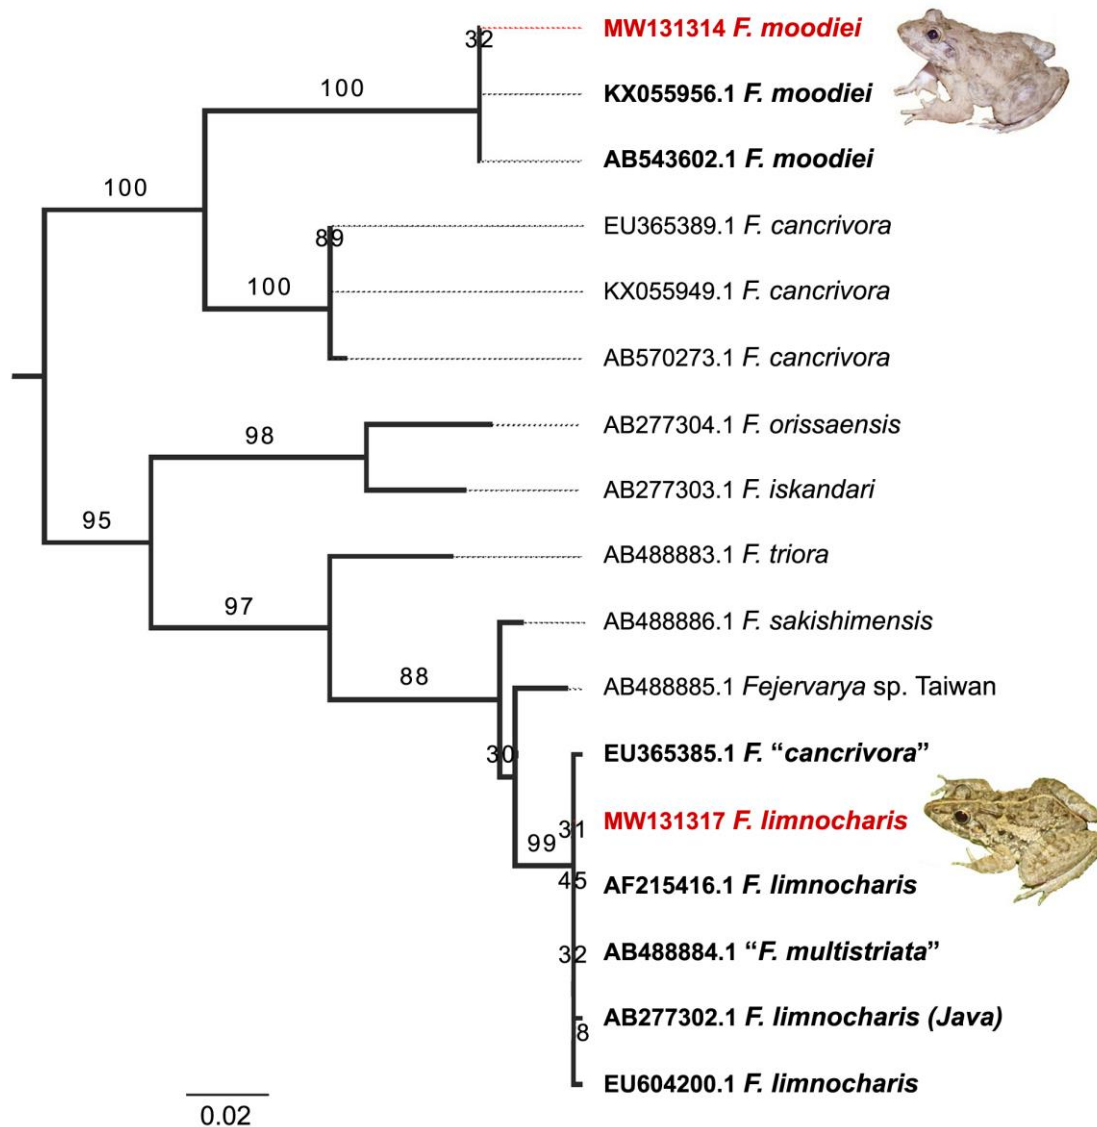 MW131314 F. moodiei
32
KX055956.1 F. moodiei
100
AB543602.1 F. moodiei
100
EU365389.1 F. cancrivora
89
KX055949.1 F. cancrivora
100
AB570273.1 F. cancrivora
AB277304.1 F. orissaensis
98
AB277303.1 F. iskandari
95
AB488883.1 F. triora
97
AB488886.1 F. sakishimensis
88
AB488885.1 Fejervarya sp. Taiwan
30
EU365385.1 F. “cancrivora”
MW131317 F. limnocharis
31
99
45
AF215416.1 F. limnocharis
AB488884.1 “F. multistriata”
32
AB277302.1 F. limnocharis (Java)
8
EU604200.1 F. limnocharis
0.02